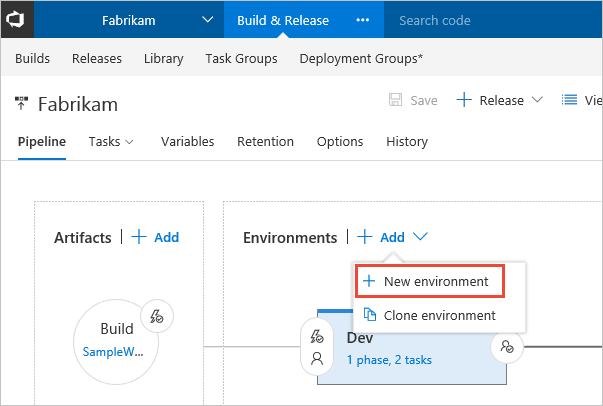 Fabrikam Build & Release ··· Search code
Builds Releases Library Task Groups Deployment Groups*
Fabrikam Save + Release Vie
Pipeline Tasks Variables Retention Options History
Artifacts | + Add
Environments | + Add
+ New environment
Clone environment
Build
SampleW...
Dev
1 phase, 2 tasks